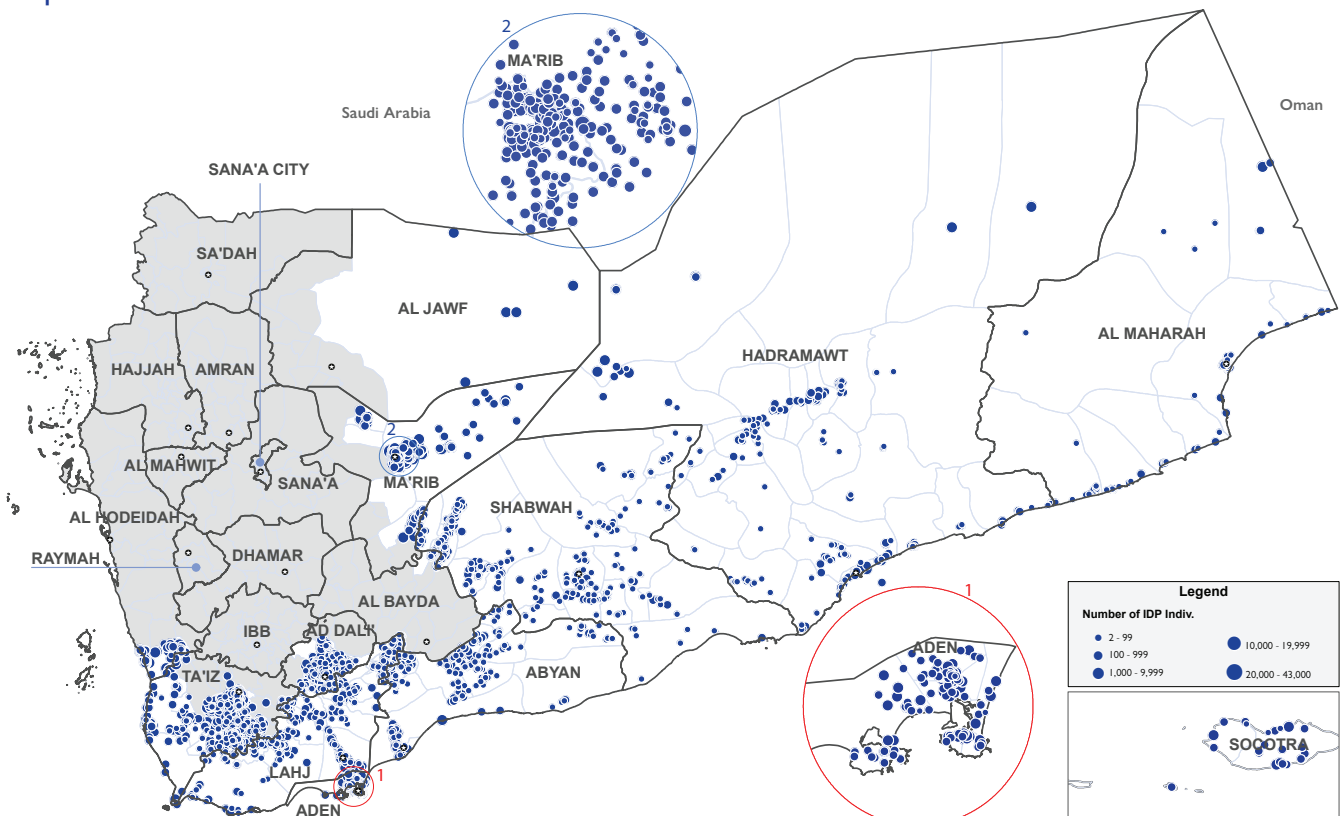 2
MA'RIB
Saudi Arabia
Oman
SANA'A CITY
SA'DAH
AL JAWF
HAJJAH
AMRAN
HADRAMAWT
AL MAHARAH
2
AL MAHWIT
SANA'A
MA'RIB
SHABWAH
AL HODEIDAH
RAYMAH
DHAMAR
AL BAYDA
IBB
AD DALI'
TA'IZ
ABYAN
LAHJ
1
ADEN
1
ADEN
Legend
Number of IDP Indiv.
2 - 99
100 - 999
1,000 - 9,999
10,000 - 19,999
20,000 - 43,000
SOCOTRA